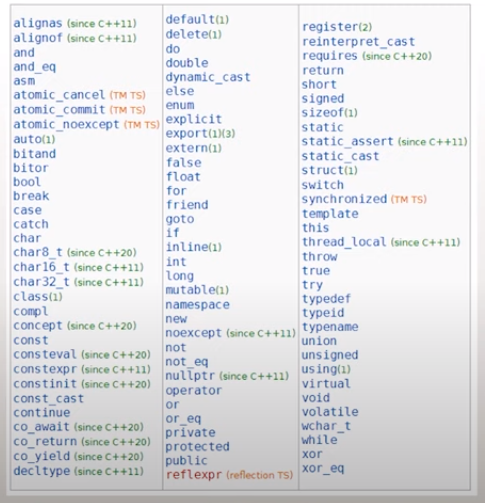 alignas (since C++11)
alignof (since C++11)
and
and_eq
asm
atomic_cancel (TM TS)
atomic_commit (TM TS)
atomic_noexcept (TM TS)
auto(1)
bitand
bitor
bool
break
case
catch
char
char8_t (since C++20)
char16_t (since C++11)
char32_t (since C++11)
class(1)
compl
concept (since C++20)
const
consteval (since C++20)
constexpr (since C++11)
constinit (since C++20)
const_cast
continue
co_await (since C++20)
co_return (since C++20)
co_yield (since C++20)
decltype (since C++11)
default(1)
delete(1)
do
double
dynamic_cast
else
enum
explicit
export(1)(3)
extern(1)
false
float
for
friend
goto
if
inline(1)
int
long
mutable(1)
namespace
new
noexcept (since C++11)
not
not_eq
nullptr (since C++11)
operator
or
or_eq
private
protected
public
reflexpr (reflection TS)
register(2)
reinterpret_cast
requires (since C++20)
return
short
signed
sizeof(1)
static
static_assert (since C++11)
static_cast
struct(1)
switch
synchronized (TM TS)
template
this
thread_local (since C++11)
throw
true
try
typedef
typeid
typename
union
unsigned
using(1)
virtual
void
volatile
wchar_t
while
xor
xor_eq